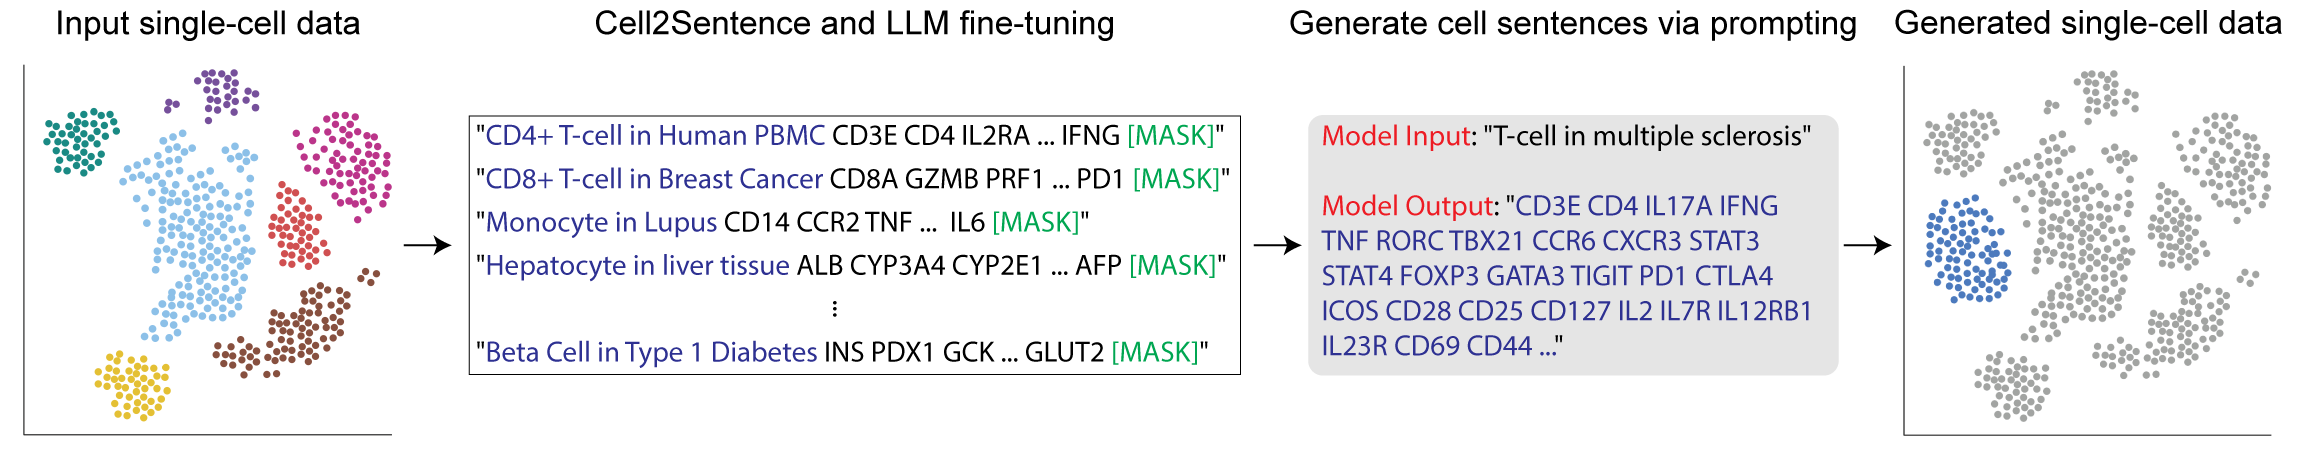 Input single-cell data
Cell2Sentence and LLM fine-tuning
Generate cell sentences via prompting
Generated single-cell data
"CD4+ T-cell in Human PBMC CD3E CD4 IL2RA ... IFNG [MASK]"
"CD8+ T-cell in Breast Cancer CD8A GZMB PRF1 ... PD1 [MASK]"
"Monocyte in Lupus CD14 CCR2 TNF ... IL6 [MASK]"
"Hepatocyte in liver tissue ALB CYP3A4 CYP2E1 ... AFP [MASK]"
⋮
"Beta Cell in Type 1 Diabetes INS PDX1 GCK ... GLUT2 [MASK]"
Model Input: "T-cell in multiple sclerosis"
Model Output: "CD3E CD4 IL17A IFNG
TNF RORC TBX21 CCR6 CXCR3 STAT3
STAT4 FOXP3 GATA3 TIGIT PD1 CTLA4
ICOS CD28 CD25 CD127 IL2 IL7R IL12RB1
IL23R CD69 CD44 ..."